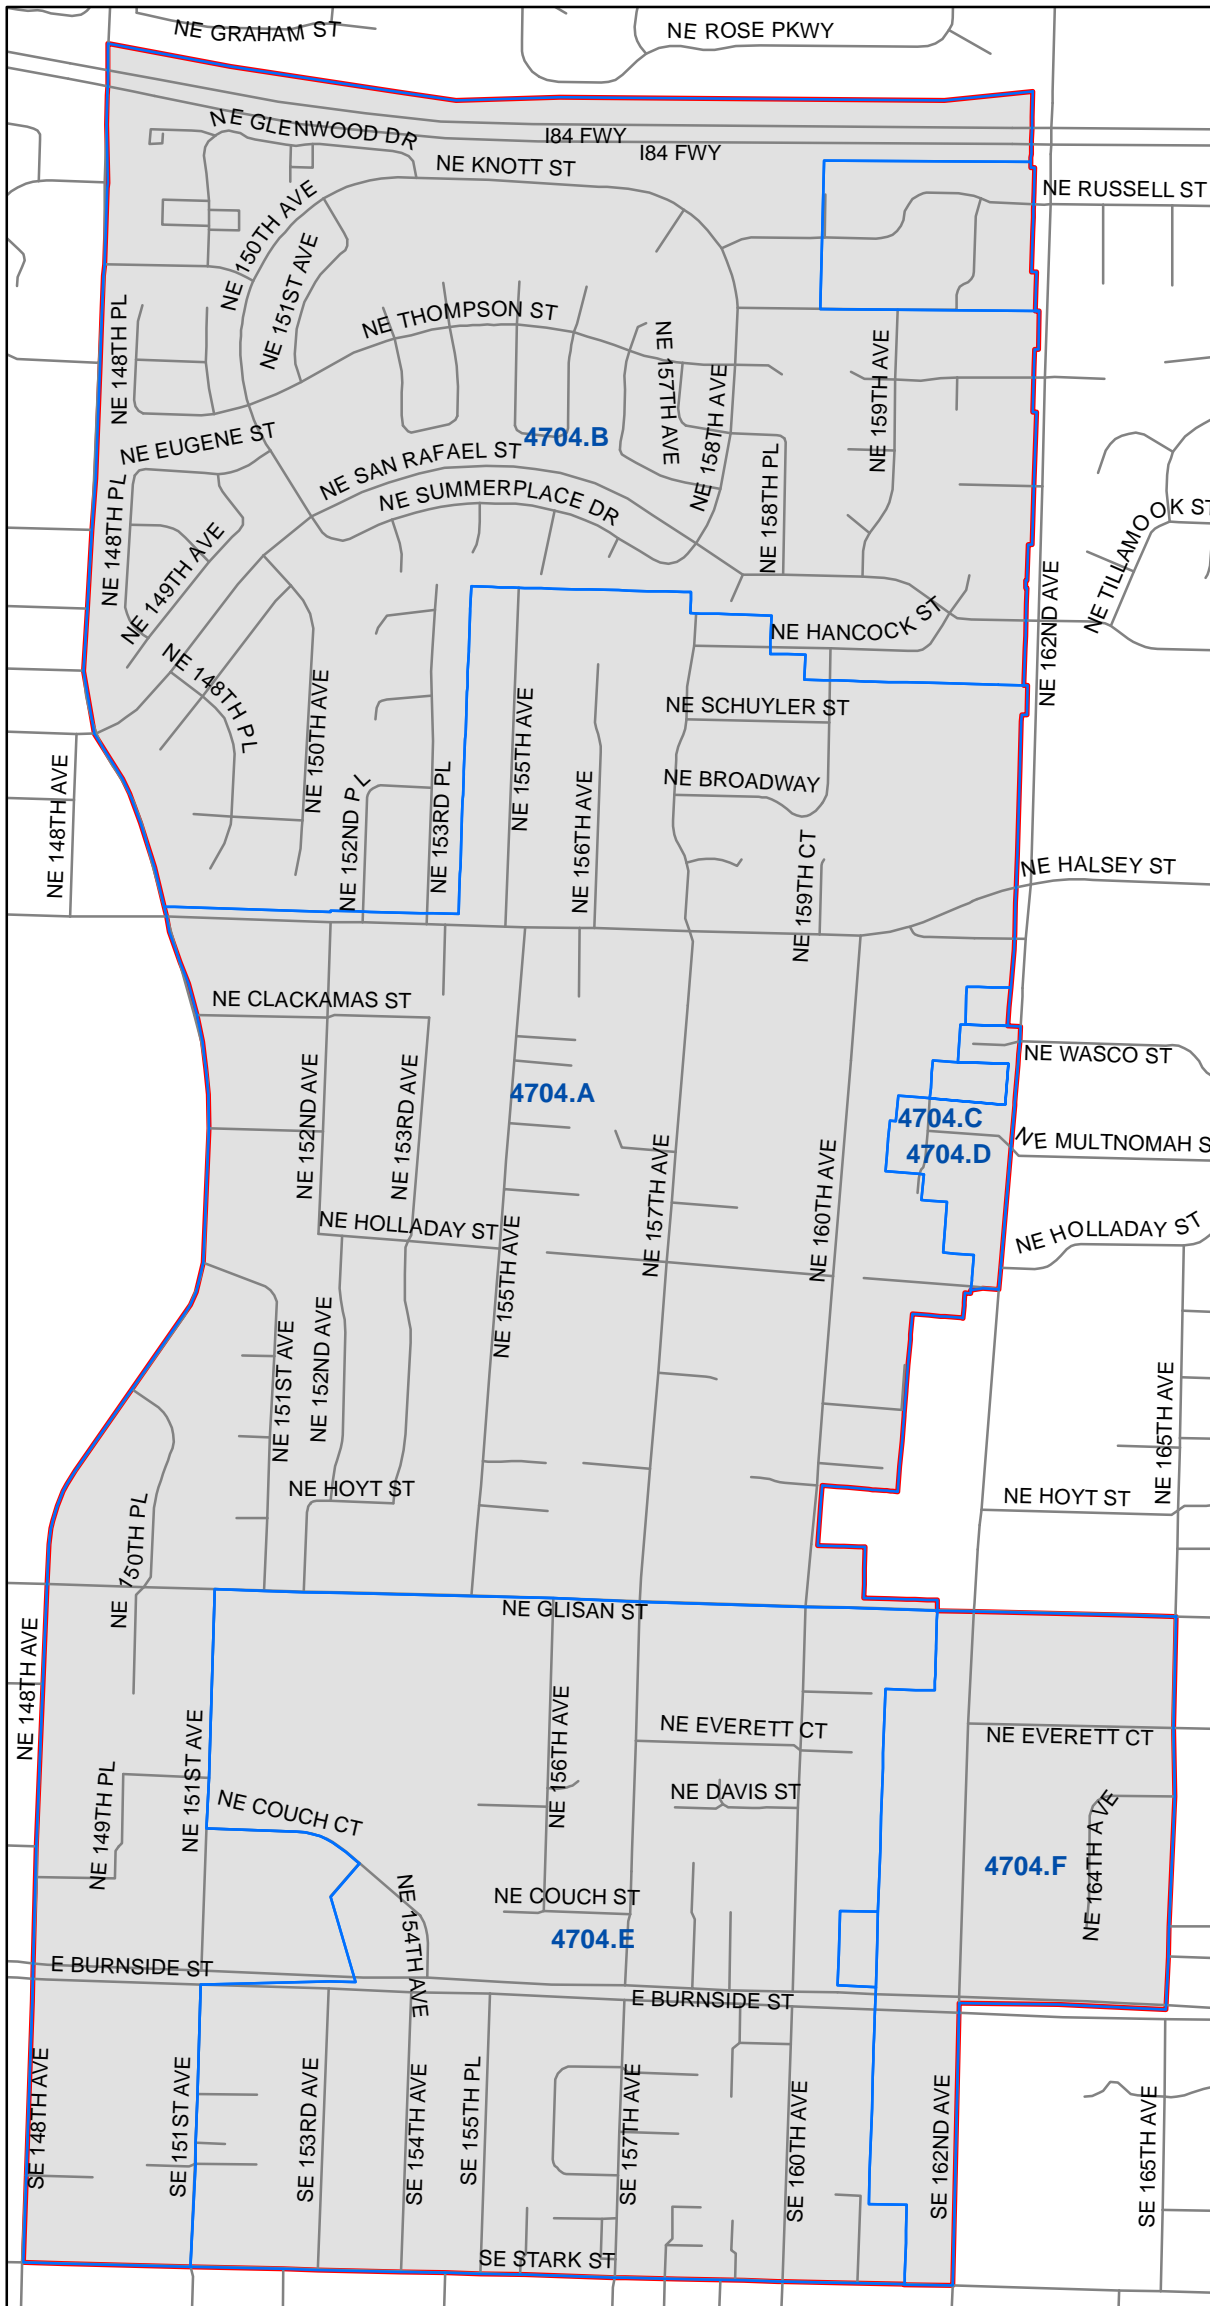 NE GRAHAM ST
NE ROSE PKWY
NE GLENWOOD DR
I84 FWY
I84 FWY
NE KNOTT ST
NE RUSSELL ST
NE 150TH AVE
NE 151ST AVE
NE THOMPSON ST
NE 148TH PL
NE 157TH AVE
NE 158TH AVE
NE 159TH AVE
NE EUGENE ST
4704.B
NE SAN RAFAEL ST
NE SUMMERPLACE DR
NE 158TH PL
NE 148TH PL
NE 149TH AVE
NE TILLAMOOK ST
NE 162ND AVE
NE HANCOCK ST
NE 148TH PL
NE 150TH AVE
NE 155TH AVE
NE SCHUYLER ST
NE 148TH AVE
NE 152ND PL
NE 153RD PL
NE 156TH AVE
NE BROADWAY
NE 159TH CT
NE HALSEY ST
NE CLACKAMAS ST
NE WASCO ST
NE 152ND AVE
NE 153RD AVE
4704.A
4704.C
4704.D
NE MULTNOMAH S
NE 157TH AVE
NE 160TH AVE
NE HOLLADAY ST
NE HOLLADAY ST
NE 155TH AVE
NE 151ST AVE
NE 152ND AVE
NE 165TH AVE
NE HOYT ST
NE HOYT ST
NE 150TH PL
NE GLISAN ST
NE 148TH AVE
NE 151ST AVE
NE 156TH AVE
NE EVERETT CT
NE EVERETT CT
NE DAVIS ST
NE 149TH PL
NE COUCH CT
NE 164TH AVE
4704.F
NE 154TH AVE
NE COUCH ST
4704.E
E BURNSIDE ST
E BURNSIDE ST
SE 148TH AVE
SE 151ST AVE
SE 153RD AVE
SE 154TH AVE
SE 155TH PL
SE 157TH AVE
SE 160TH AVE
SE 162ND AVE
SE 165TH AVE
SE STARK ST